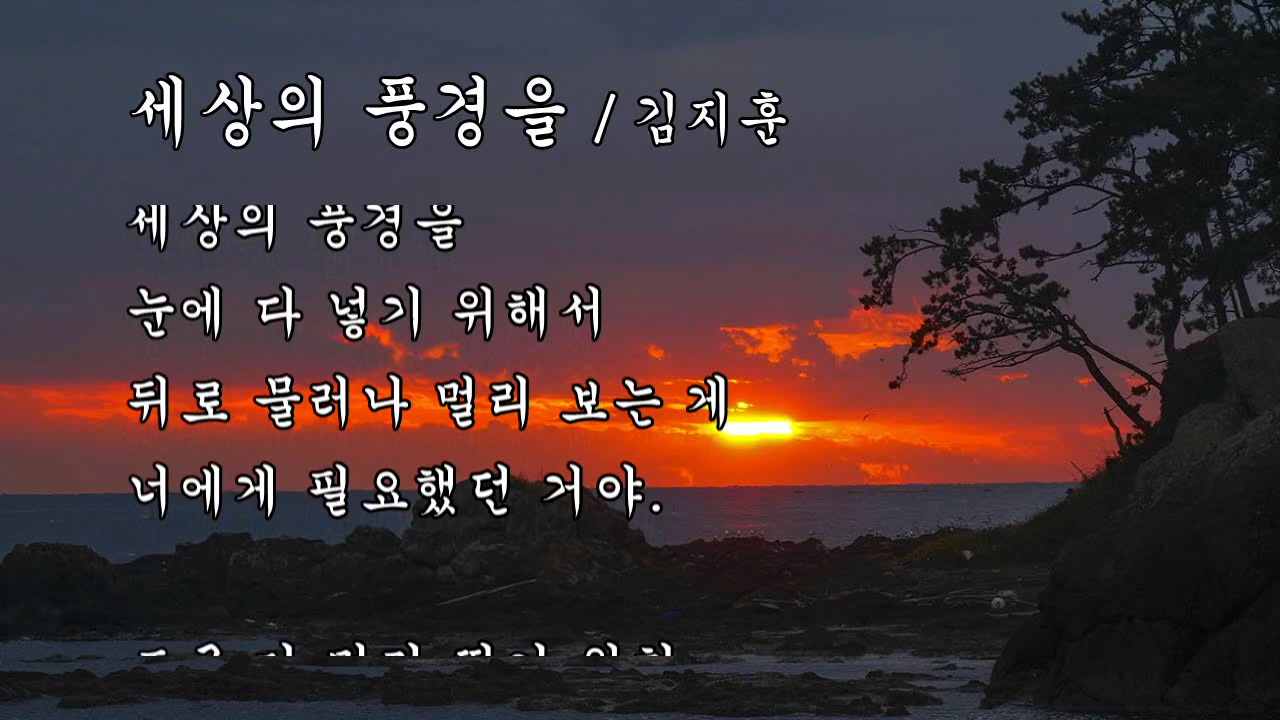 세상의 풍경을 / 김지훈
세상의 풍경을
눈에 다 넣기 위해서
뒤로 물러나 멀리 보는 게
너에게 필요했던 거야.